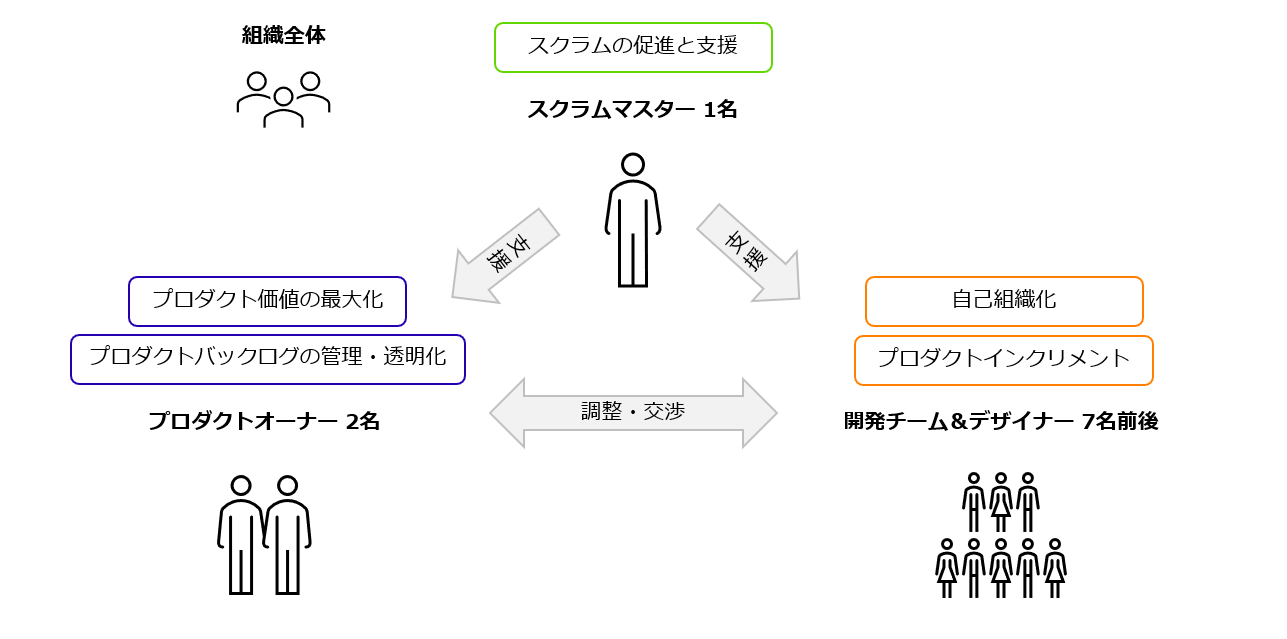 組織全体
スクラムの促進と支援
スクラムマスター 1名
支援
支援
プロダクト価値の最大化
プロダクトバックログの管理・透明化
プロダクトオーナー 2名
調整・交渉
自己組織化
プロダクトインクリメント
開発チーム＆デザイナー 7名前後